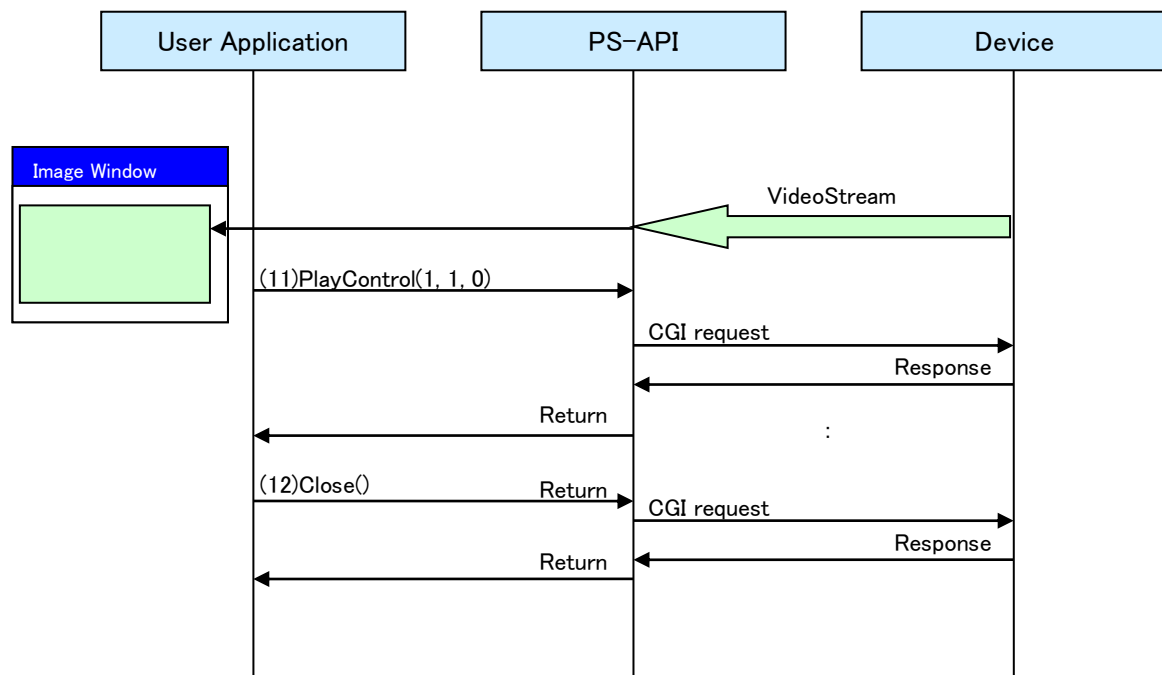 User Application
PS-API
Device
Image Window
VideoStream
(11)PlayControl(1, 1, 0)
CGI request
Response
Return
:
(12)Close()
Return
CGI request
Response
Return